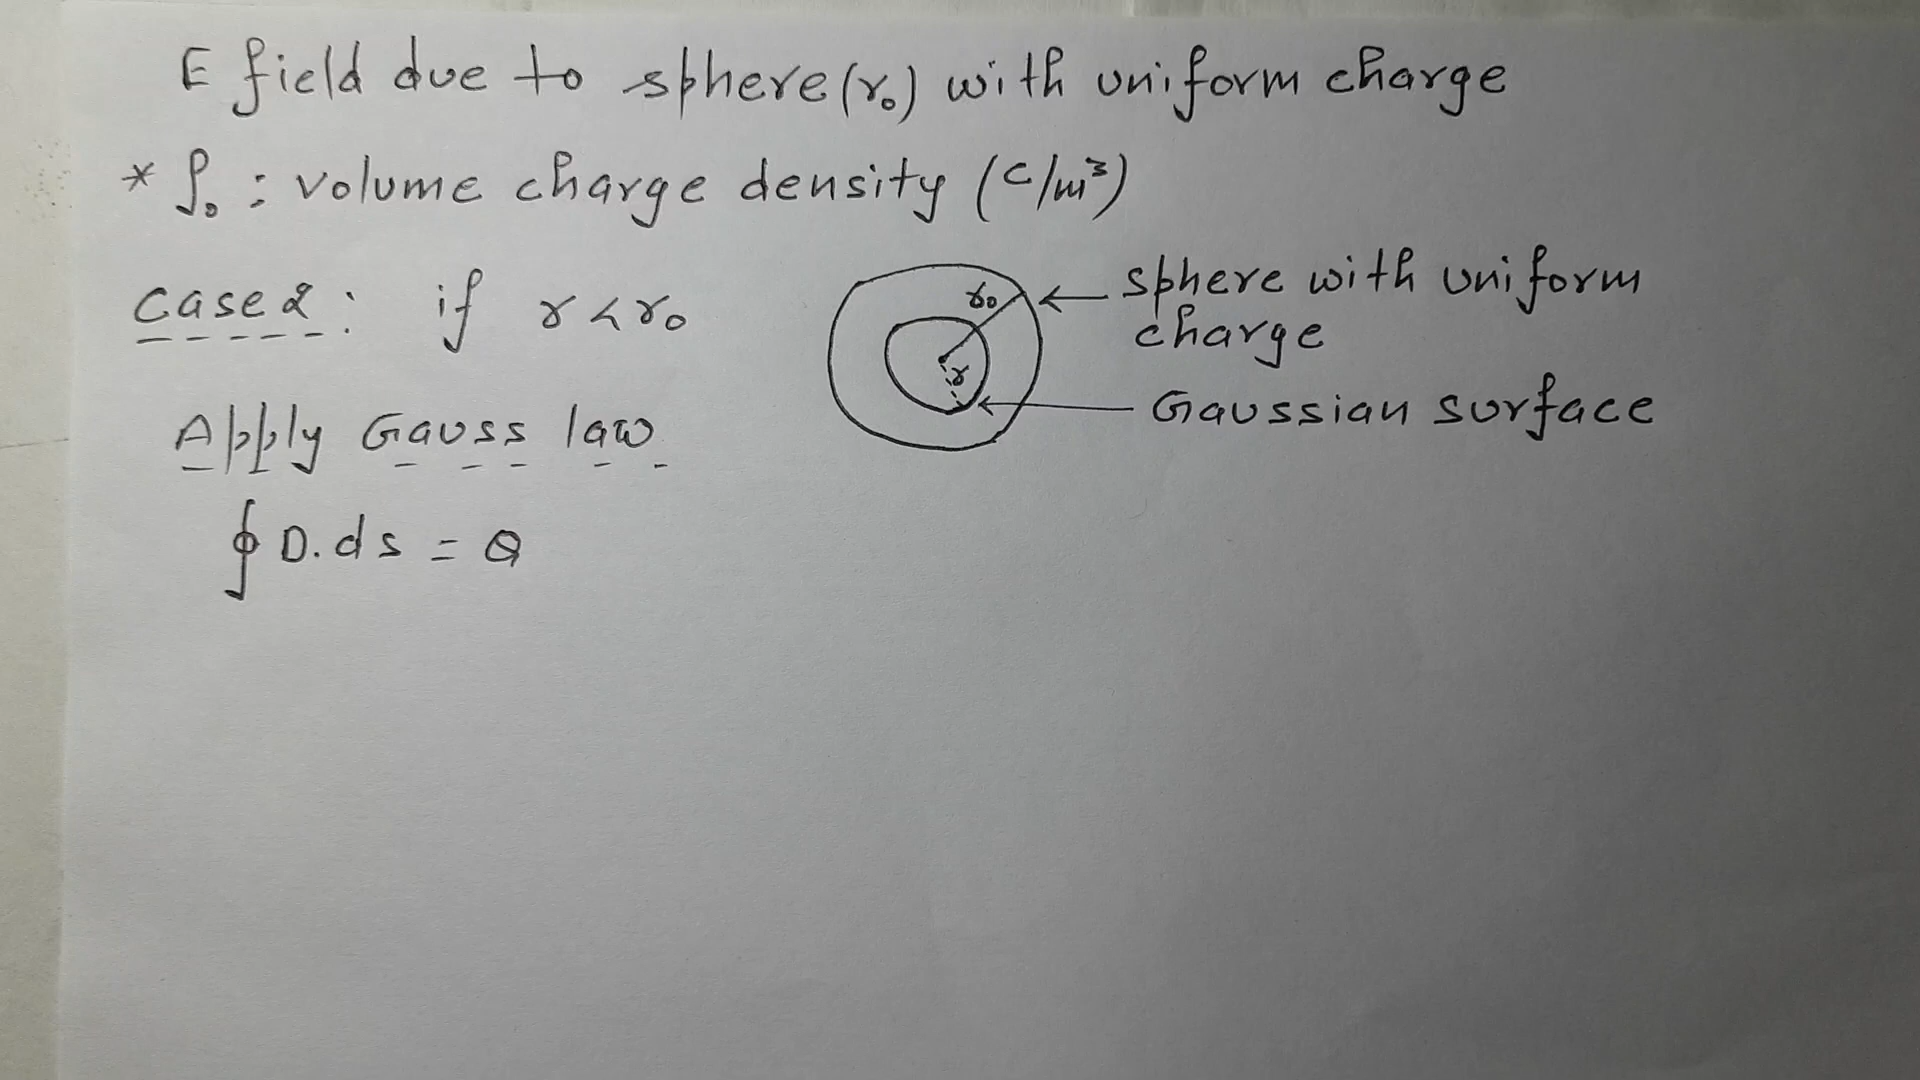 E field due to sphere (r₀) with uniform charge
* ρ₀ : volume charge density (C/m³)
case 2 : if r < r₀
r₀
r
sphere with uniform
charge
Gaussian surface
Apply Gauss law
∮ D. ds = Q